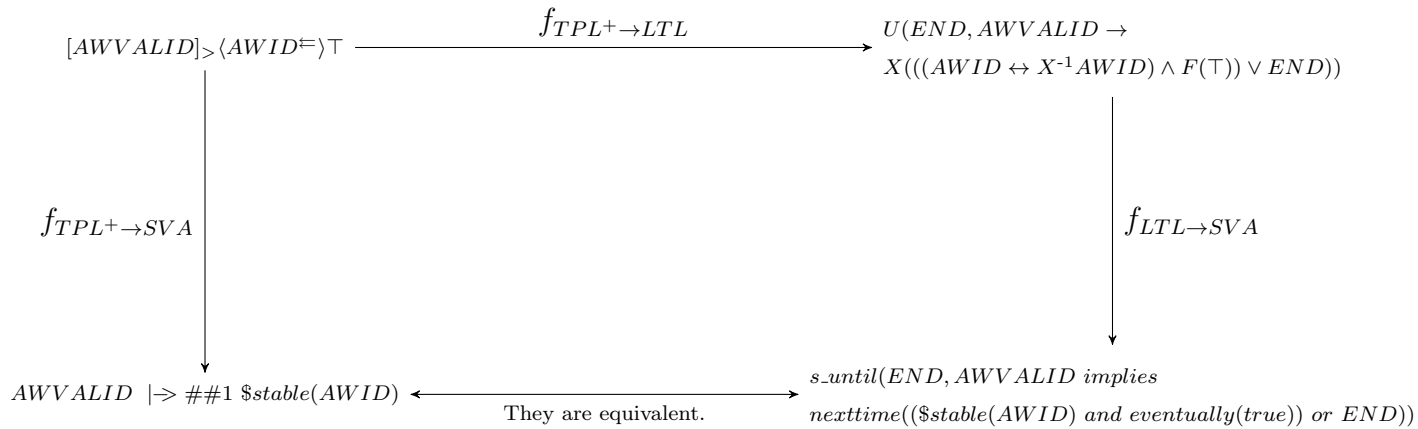 f_{TPL^+→LTL}
[AWVALID]_>⟨AWID^⇇⟩⊤
U(END, AWVALID →
X(((AWID ↔ X^{-1}AWID) ∧ F(⊤)) ∨ END))
f_{TPL^+→SVA}
f_{LTL→SVA}
AWVALID |-> ##1 $stable(AWID)
They are equivalent.
s_until(END, AWVALID implies
nexttime(($stable(AWID) and eventually(true)) or END))